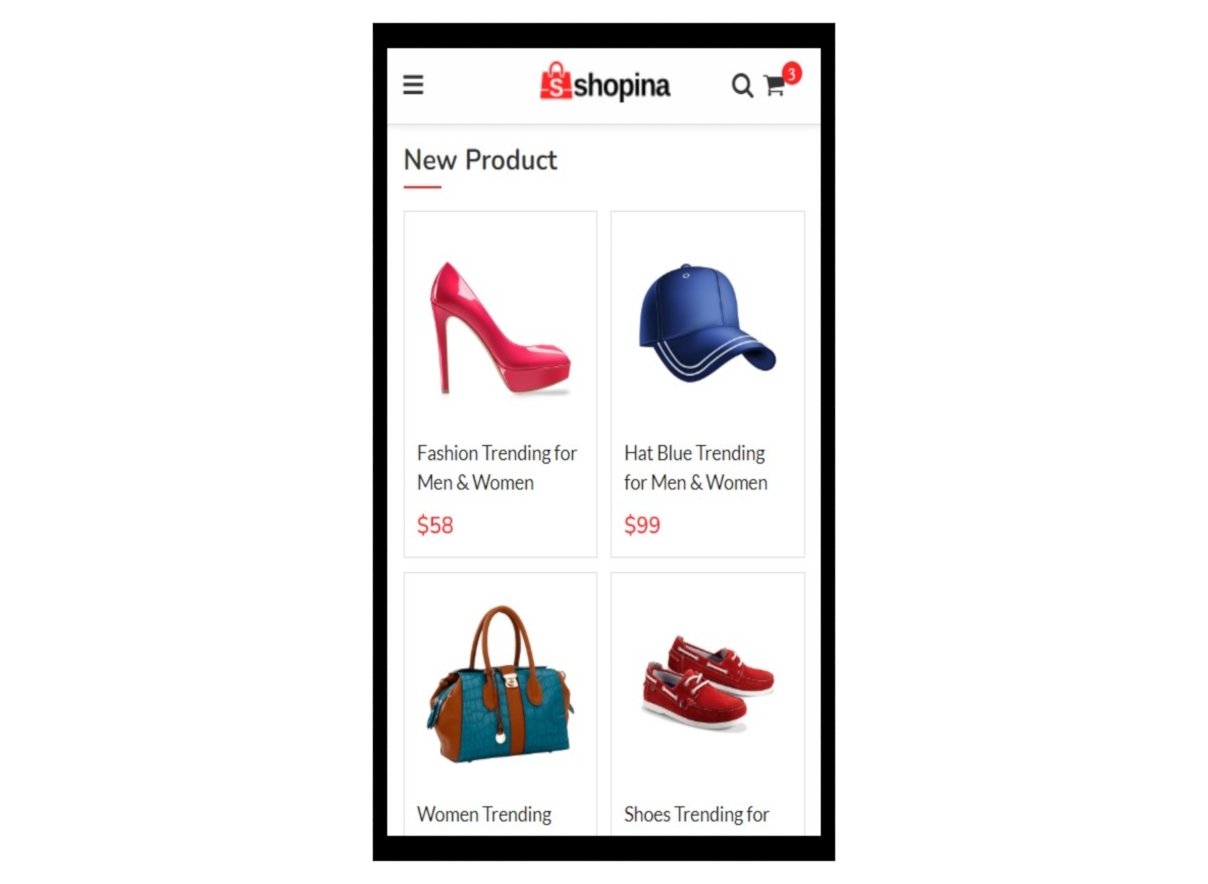 S shopina
3
New Product
Fashion Trending for
Men & Women
$58
Hat Blue Trending
for Men & Women
$99
Women Trending
Shoes Trending for